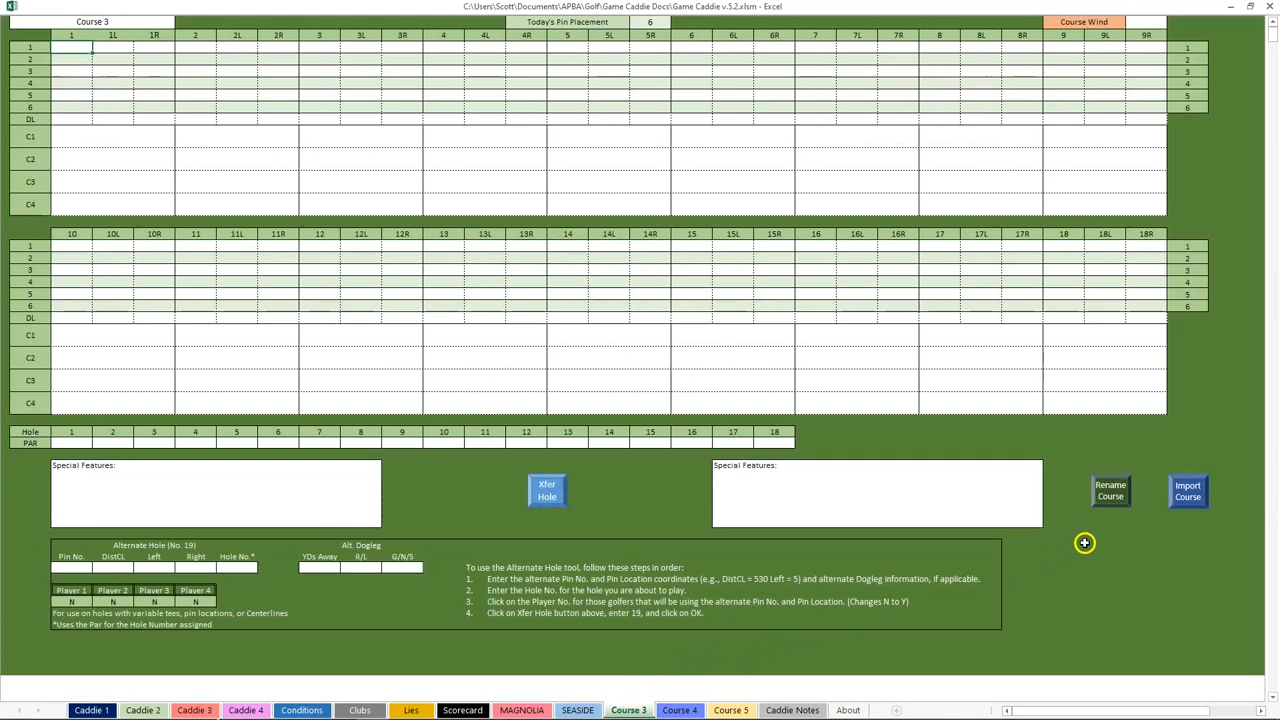 C:\Users\Scott\Documents\APBA\Golf\Game Caddie Docs\Game Caddie v.5.2.xlsm - Excel
Course 3 Today's Pin Placement 6 Course Wind
1 1L 1R 2 2L 2R 3 3L 3R 4 4L 4R 5 5L 5R 6 6L 6R 7 7L 7R 8 8L 8R 9 9L 9R
1 1
2 2
3 3
4 4
5 5
6 6
DL
C1
C2
C3
C4
10 10L 10R 11 11L 11R 12 12L 12R 13 13L 13R 14 14L 14R 15 15L 15R 16 16L 16R 17 17L 17R 18 18L 18R
1 1
2 2
3 3
4 4
5 5
6 6
DL
C1
C2
C3
C4
Hole 1 2 3 4 5 6 7 8 9 10 11 12 13 14 15 16 17 18
PAR
Special Features: Special Features:
Xfer Hole
Rename Course
Import Course
Alternate Hole (No. 19) Alt. Dogleg
Pin No. DistCL Left Right Hole No.* YDs Away R/L G/N/S
Player 1 Player 2 Player 3 Player 4
N N N N
For use on holes with variable tees, pin locations, or Centerlines
*Uses the Par for the Hole Number assigned
To use the Alternate Hole tool, follow these steps in order:
1. Enter the alternate Pin No. and Pin Location coordinates (e.g., DistCL = 530 Left = 5) and alternate Dogleg information, if applicable.
2. Enter the Hole No. for the hole you are about to play.
3. Click on the Player No. for those golfers that will be using the alternate Pin No. and Pin Location. (Changes N to Y)
4. Click on Xfer Hole button above, enter 19, and click on OK.
Caddie 1 Caddie 2 Caddie 3 Caddie 4 Conditions Clubs Lies Scorecard MAGNOLIA SEASIDE Course 3 Course 4 Course 5 Caddie Notes About